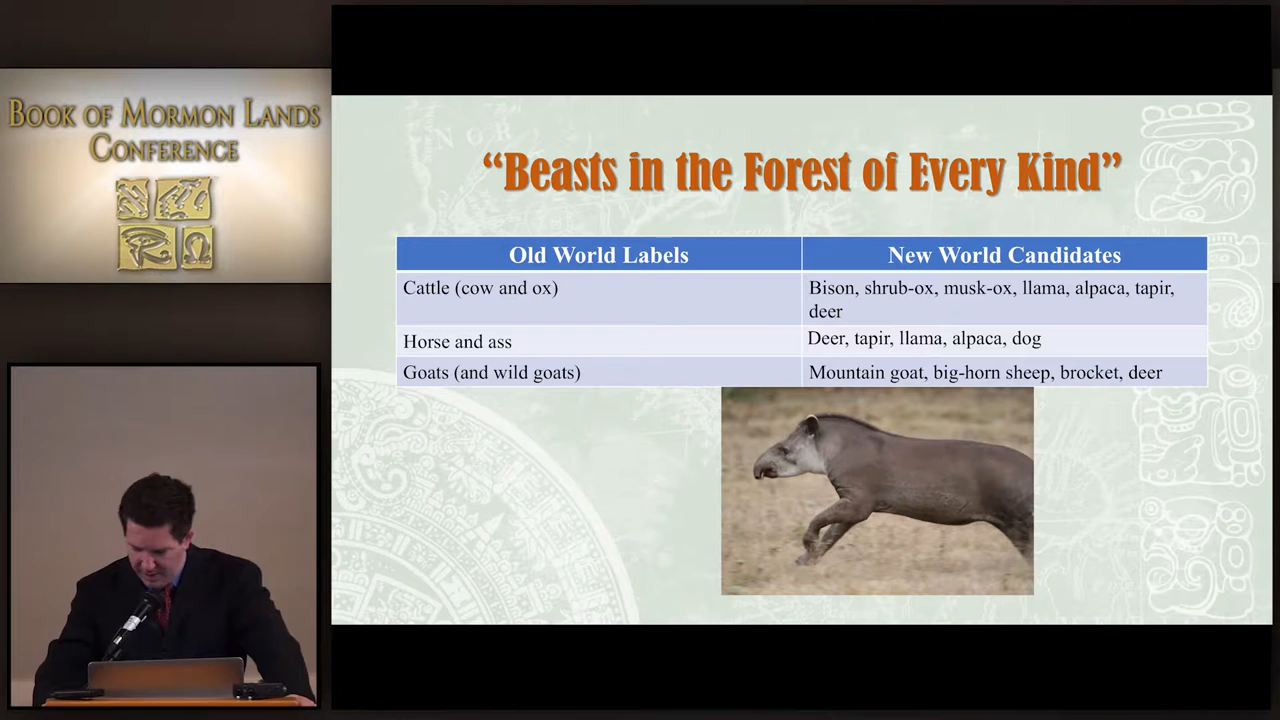 BOOK OF MORMON LANDS
CONFERENCE
“Beasts in the Forest of Every Kind”
Old World Labels
New World Candidates
Cattle (cow and ox)
Bison, shrub-ox, musk-ox, llama, alpaca, tapir,
deer
Horse and ass
Deer, tapir, llama, alpaca, dog
Goats (and wild goats)
Mountain goat, big-horn sheep, brocket, deer